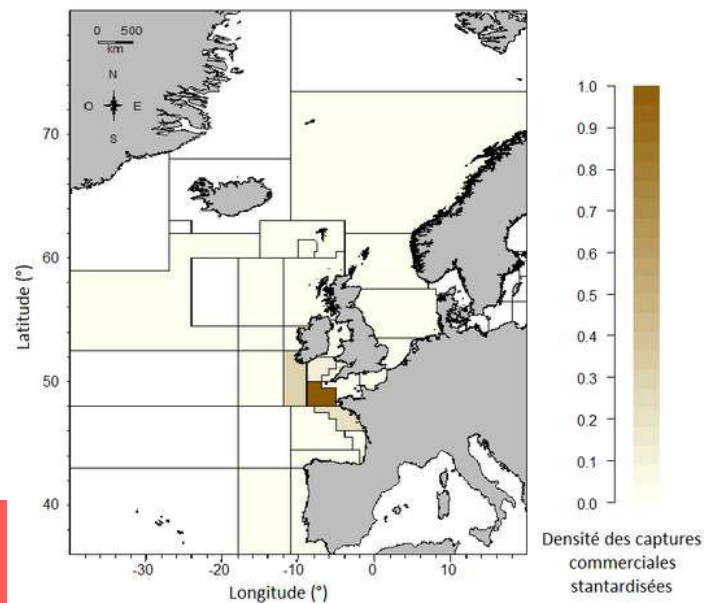 0 500
km
N
O E
S
70
60
50
40
Latitude (°)
-30 -20 -10 0 10
Longitude (°)
1.0
0.9
0.8
0.7
0.6
0.5
0.4
0.3
0.2
0.1
0.0
Densité des captures
commerciales
stantardisées